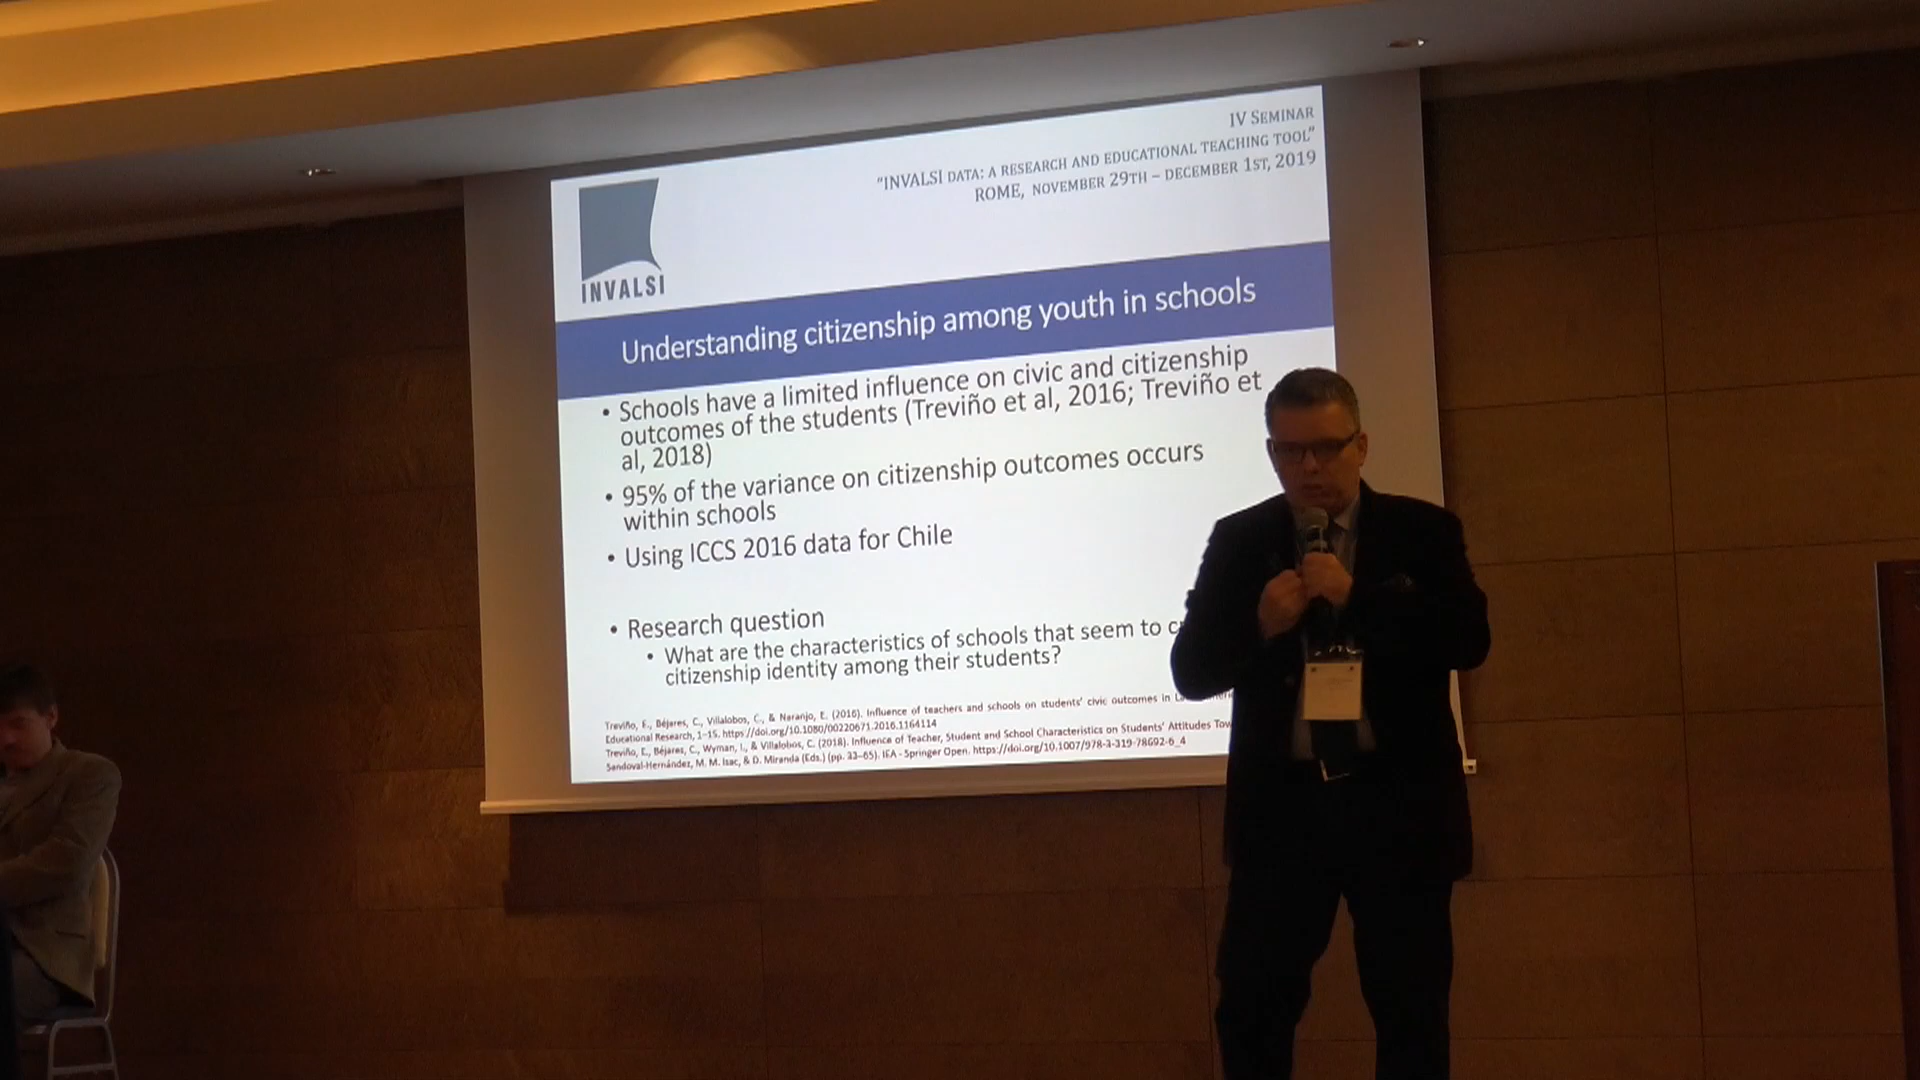 IV SEMINAR
"INVALSI DATA: A RESEARCH AND EDUCATIONAL TEACHING TOOL"
ROME, NOVEMBER 29TH – DECEMBER 1ST, 2019
INVALSI
Understanding citizenship among youth in schools
• Schools have a limited influence on civic and citizenship
outcomes of the students (Treviño et al, 2016; Treviño et
al, 2018)
• 95% of the variance on citizenship outcomes occurs
within schools
• Using ICCS 2016 data for Chile
• Research question
• What are the characteristics of schools that seem to
citizenship identity among their students?
Treviño, E., Béjares, C., Villalobos, C., & Naranjo, E. (2016). Influence of teachers and schools on students' civic outcomes in
Educational Research, 1–15. https://doi.org/10.1080/00220671.2016.1164114
Treviño, E., Béjares, C., Wyman, I., & Villalobos, C. (2018). Influence of Teacher, Student and School Characteristics on Students' Attitudes
Sandoval-Hernández, M. M. Isac, & D. Miranda (Eds.) (pp. 33–65). IEA - Springer Open. https://doi.org/10.1007/978-3-319-78692-6_4